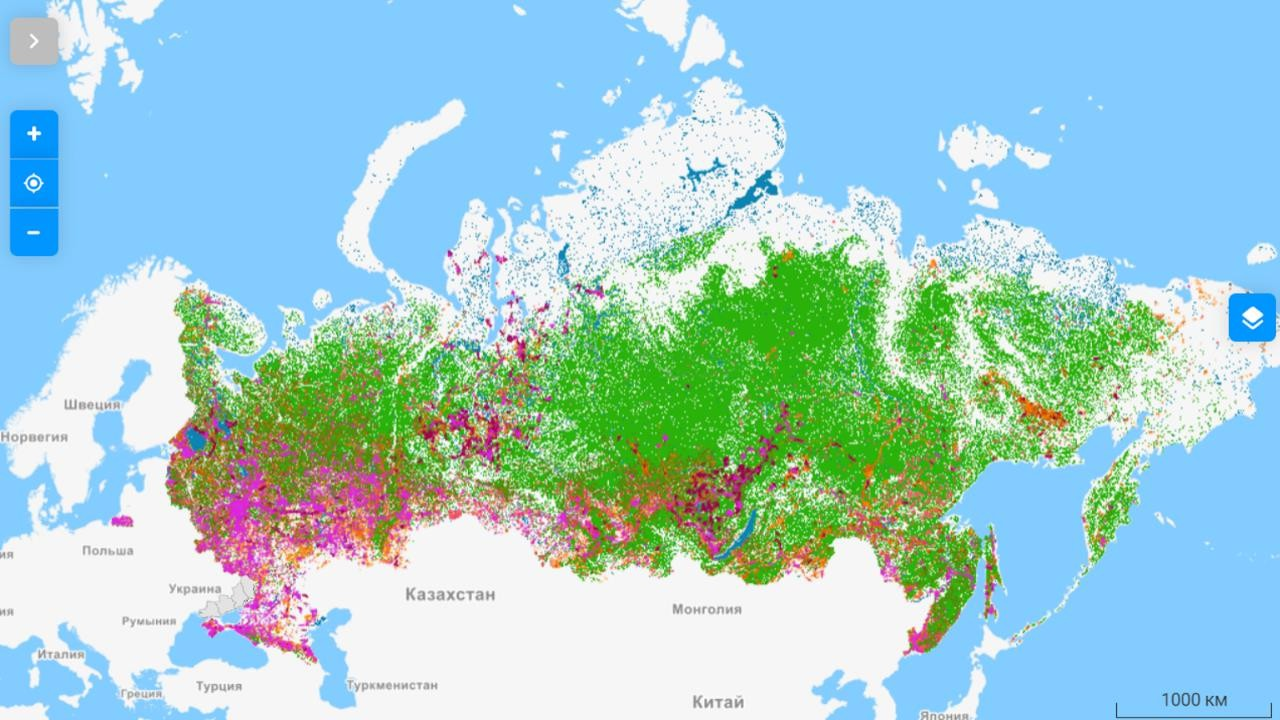 Швеция
Норвегия
Польша
Украина
Казахстан
Румыния
Монголия
Италия
Греция
Турция
Туркменистан
Китай
1000 км
Япония